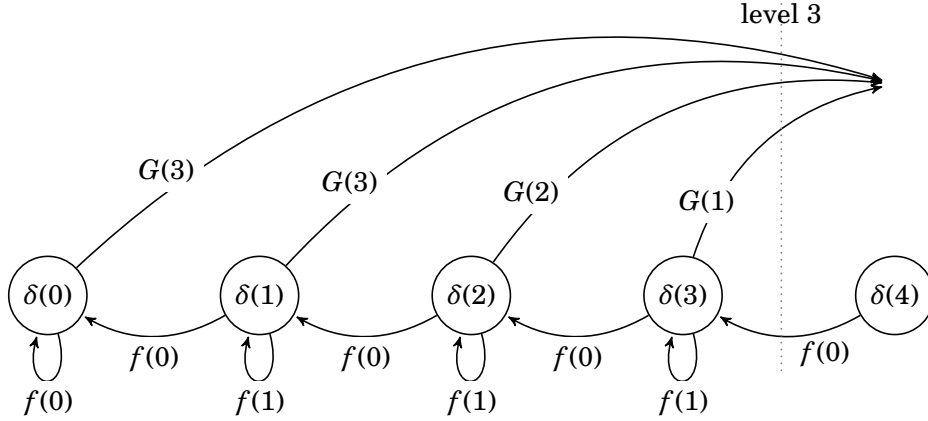 level 3
G(3)
G(3)
G(2)
G(1)
δ(0)
δ(1)
δ(2)
δ(3)
δ(4)
f(0)
f(0)
f(0)
f(0)
f(0)
f(1)
f(1)
f(1)